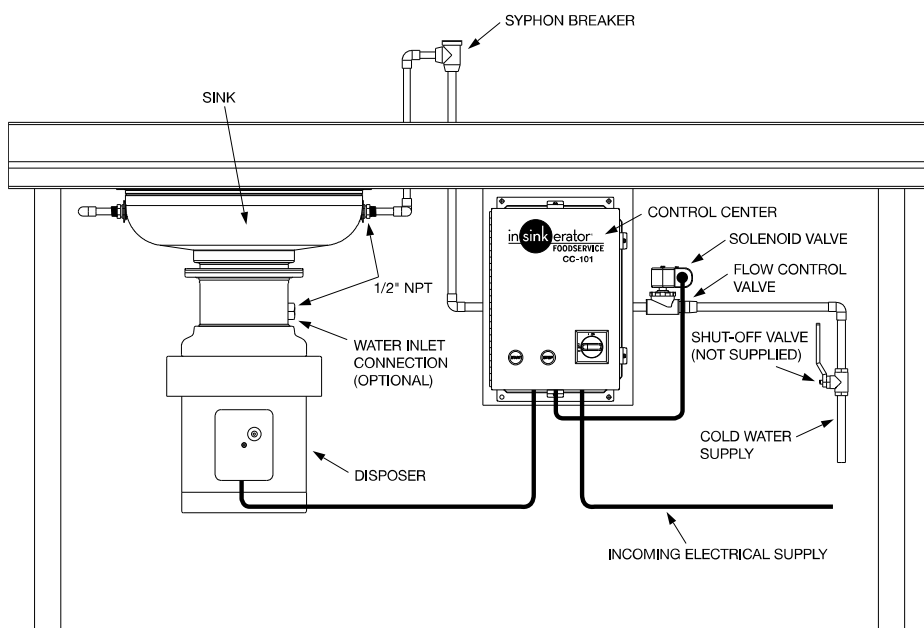 SYPHON BREAKER
SINK
CONTROL CENTER
SOLENOID VALVE
FLOW CONTROL
VALVE
in sink erator®
FOODSERVICE
CC-101
1/2" NPT
WATER INLET
CONNECTION
(OPTIONAL)
SHUT-OFF VALVE
(NOT SUPPLIED)
COLD WATER
SUPPLY
DISPOSER
INCOMING ELECTRICAL SUPPLY